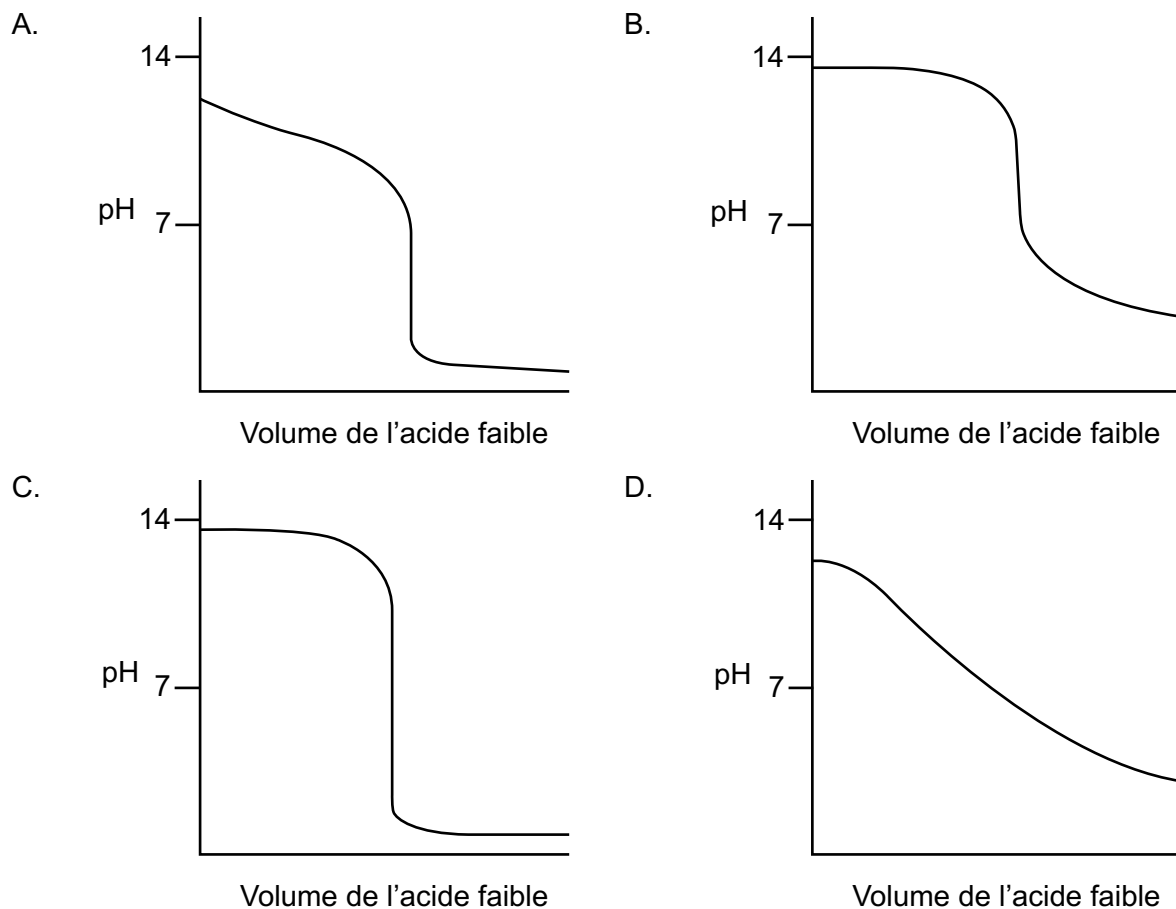 A.
14
pH 7
Volume de l’acide faible
B.
14
pH 7
Volume de l’acide faible
C.
14
pH 7
Volume de l’acide faible
D.
14
pH 7
Volume de l’acide faible